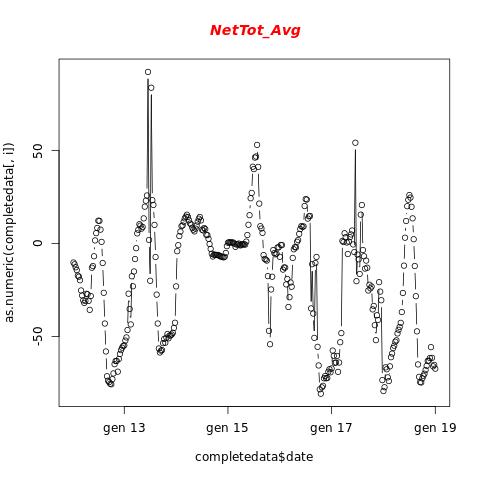 NetTot_Avg
as.numeric(completedata[, i])
50
0
-50
gen 13
gen 15
gen 17
gen 19
completedata$date